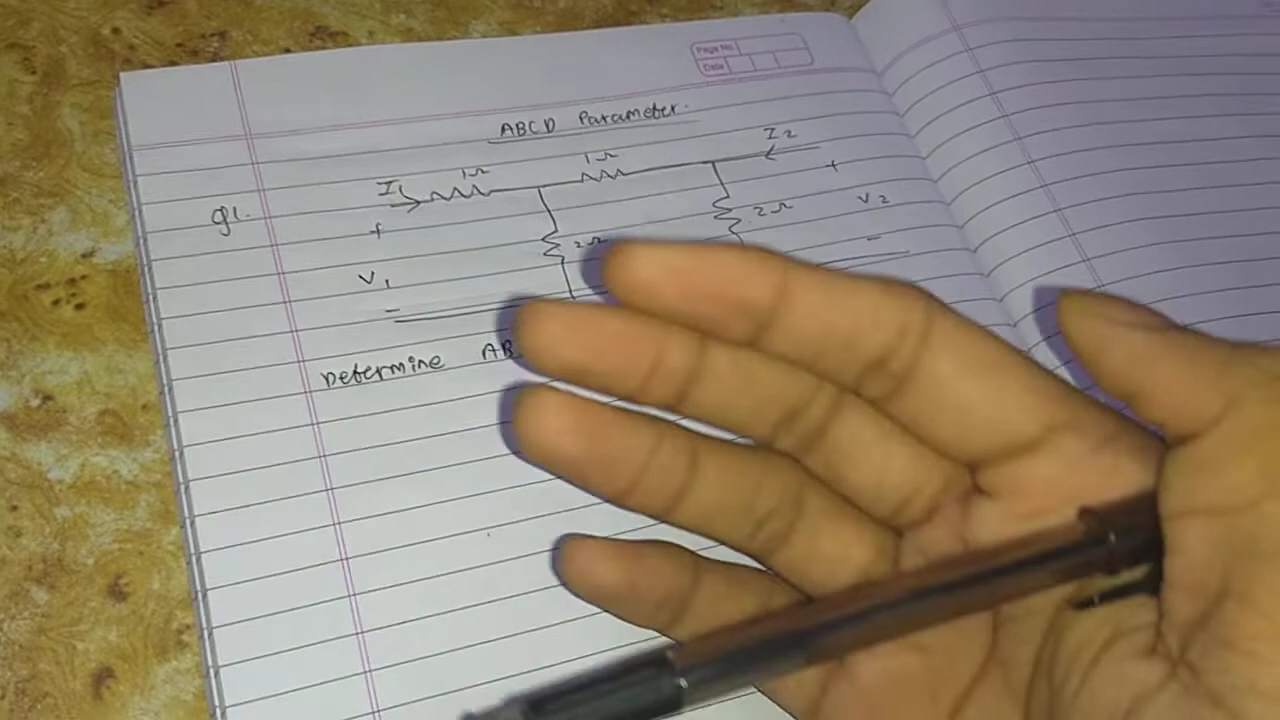 Page No.
Date
ABCD Parameter.
I2
1Ω
1Ω
I1
Q1.
+
+
2Ω
V2
2Ω
-
V1
-
Determine AB